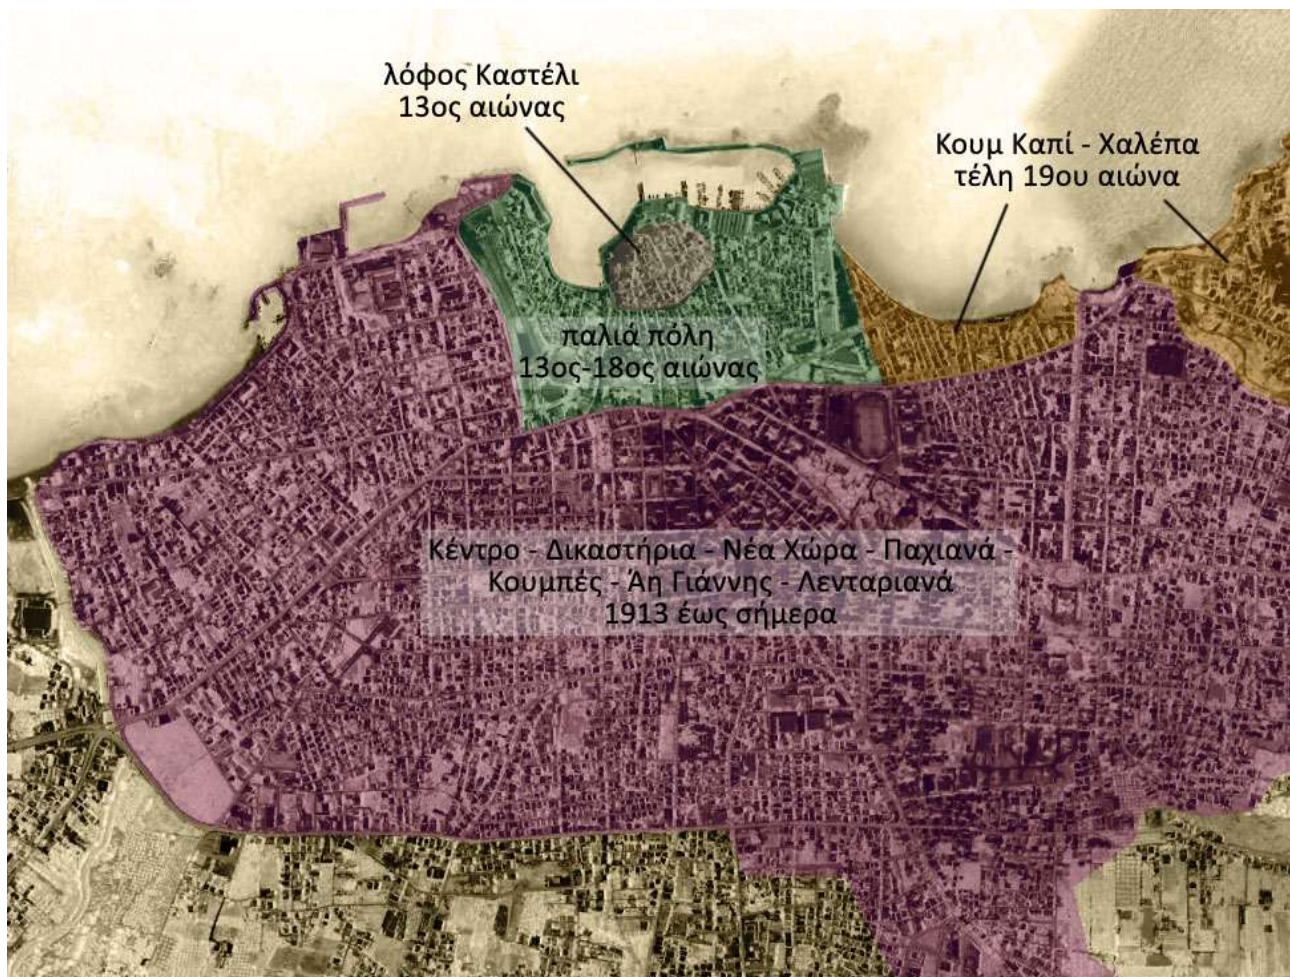 λόφος Καστέλι
13ος αιώνας
Κουμ Καπί - Χαλέπα
τέλη 19ου αιώνα
παλιά πόλη
13ος-18ος αιώνας
Κέντρο - Δικαστήρια - Νέα Χώρα - Παχιανά -
Κουμπές - Άη Γιάννης - Λενταριανά
1913 έως σήμερα